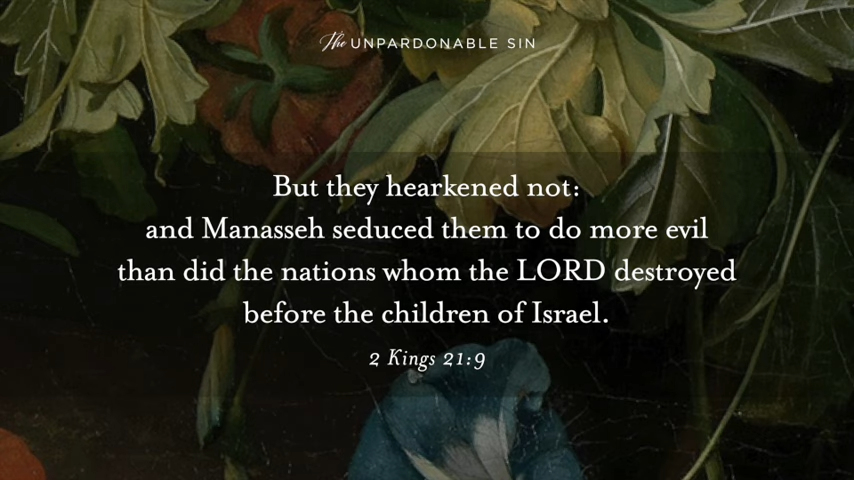 The UNPARDONABLE SIN
But they hearkened not:
and Manasseh seduced them to do more evil
than did the nations whom the LORD destroyed
before the children of Israel.
2 Kings 21:9